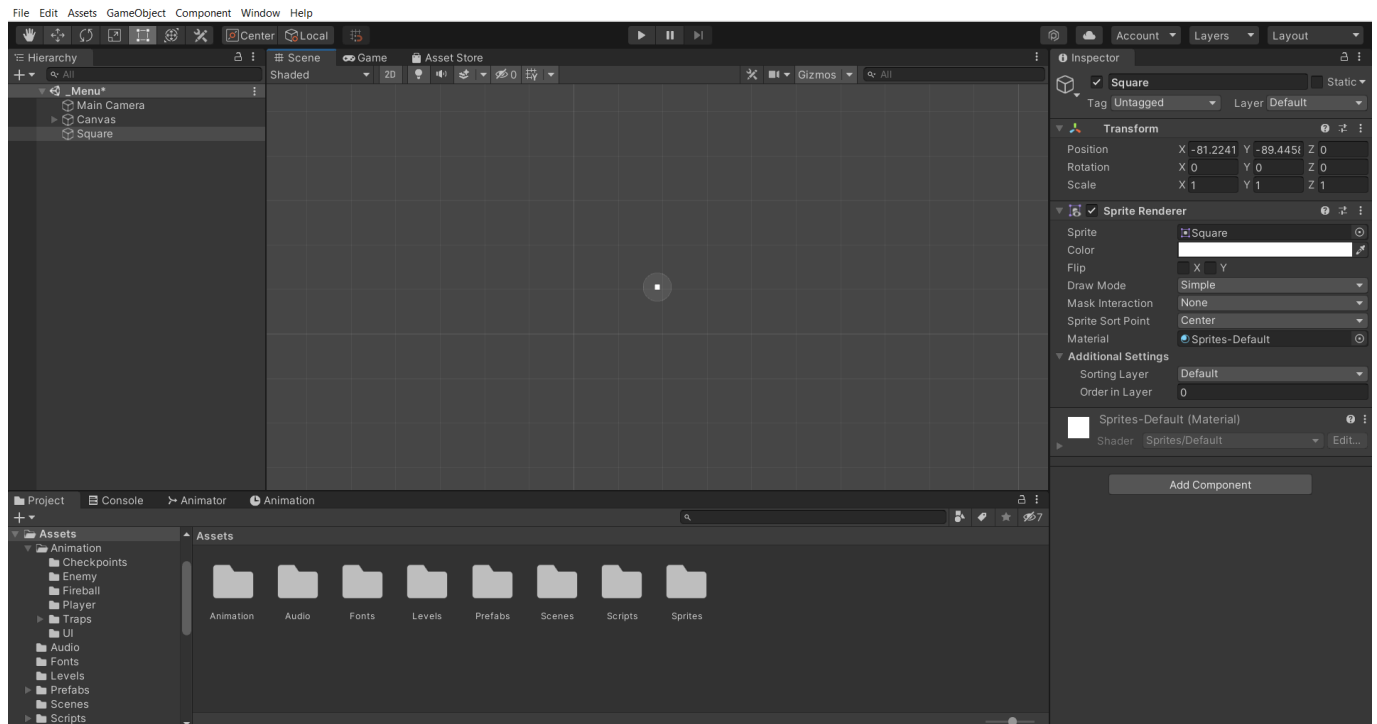 File Edit Assets GameObject Component Window Help
Center Local Account Layers Layout
Hierarchy
All
_Menu*
Main Camera
Canvas
Square
Scene Game Asset Store
Shaded 2D 0 Gizmos All
Inspector
Square Static
Tag Untagged Layer Default
Transform
Position X -81.2241 Y -89.4458 Z 0
Rotation X 0 Y 0 Z 0
Scale X 1 Y 1 Z 1
Sprite Renderer
Sprite Square
Color
Flip X Y
Draw Mode Simple
Mask Interaction None
Sprite Sort Point Center
Material Sprites-Default
Additional Settings
Sorting Layer Default
Order in Layer 0
Sprites-Default (Material)
Shader Sprites/Default Edit...
Add Component
Project Console Animator Animation
7
Assets
Animation
Checkpoints
Enemy
Fireball
Player
Traps
UI
Audio
Fonts
Levels
Prefabs
Scenes
Scripts
Assets
Animation Audio Fonts Levels Prefabs Scenes Scripts Sprites